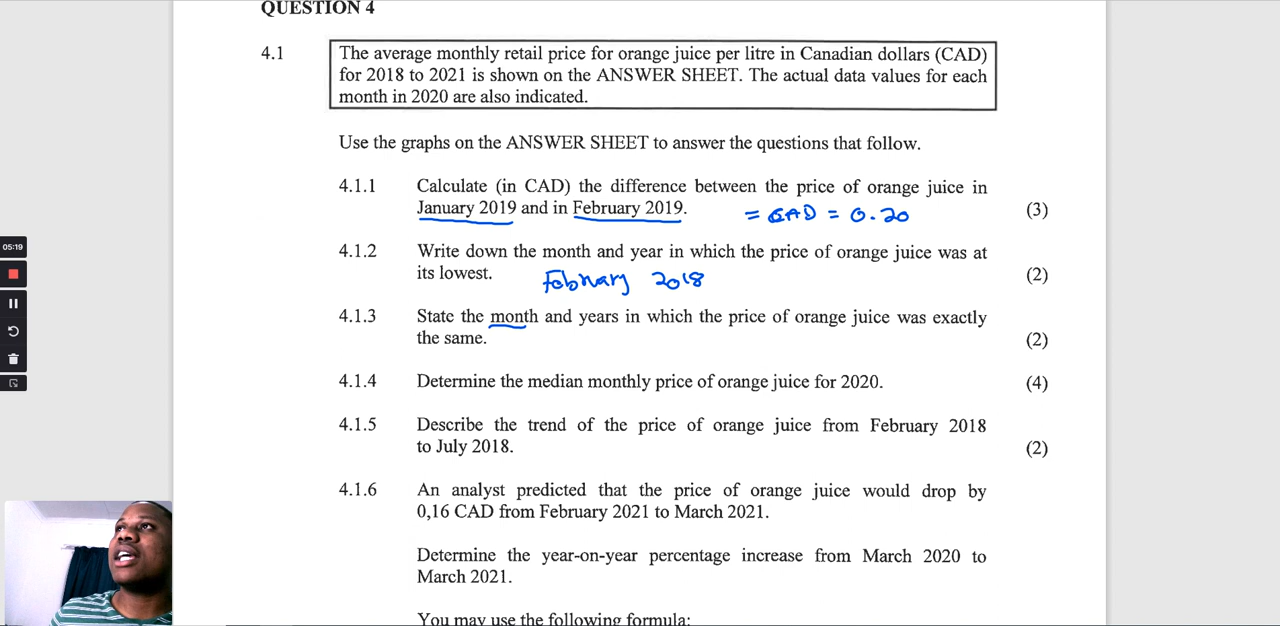 QUESTION 4
4.1 The average monthly retail price for orange juice per litre in Canadian dollars (CAD)
for 2018 to 2021 is shown on the ANSWER SHEET. The actual data values for each
month in 2020 are also indicated.
Use the graphs on the ANSWER SHEET to answer the questions that follow.
4.1.1 Calculate (in CAD) the difference between the price of orange juice in
January 2019 and in February 2019. = CAD = 0.20 (3)
4.1.2 Write down the month and year in which the price of orange juice was at
its lowest. February 2018 (2)
4.1.3 State the month and years in which the price of orange juice was exactly
the same. (2)
4.1.4 Determine the median monthly price of orange juice for 2020. (4)
4.1.5 Describe the trend of the price of orange juice from February 2018
to July 2018. (2)
05:19
4.1.6 An analyst predicted that the price of orange juice would drop by
0,16 CAD from February 2021 to March 2021.
Determine the year-on-year percentage increase from March 2020 to
March 2021.
You may use the following formula: